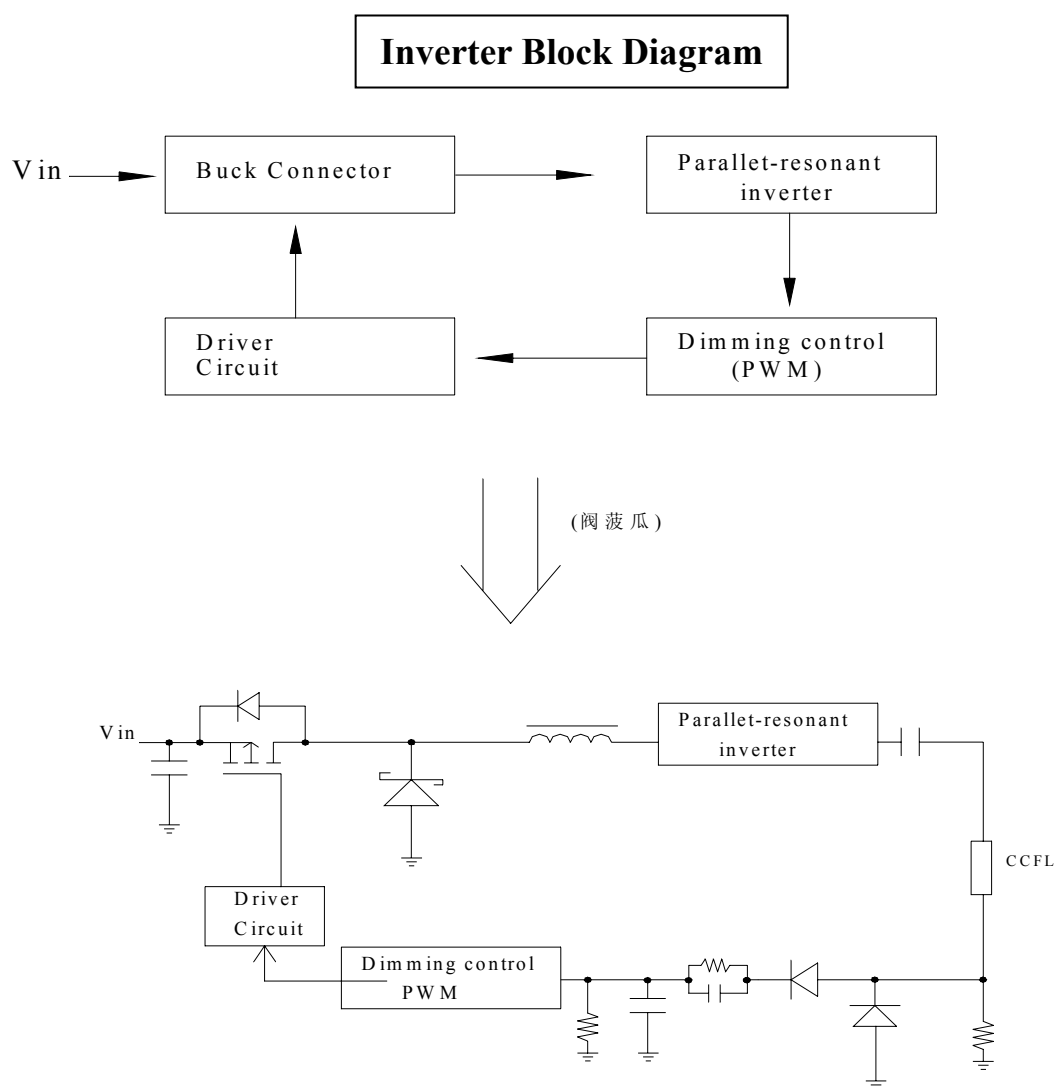 Inverter Block Diagram
Vin
Buck Connector
Parallet-resonant
inverter
Driver
Circuit
Dimming control
(PWM)
(阀菠瓜)
Vin
Parallet-resonant
inverter
CCFL
Driver
Circuit
Dimming control
PWM